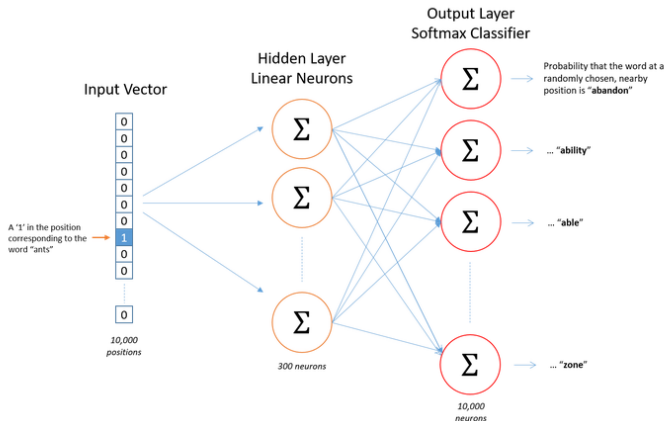 Output Layer
Softmax Classifier
Hidden Layer
Linear Neurons
Input Vector
0
0
0
0
0
0
0
1
0
0
0
A ‘1’ in the position
corresponding to the
word “ants”
10,000
positions
Σ
Σ
Σ
300 neurons
Σ
Σ
Σ
Σ
10,000
neurons
Probability that the word at a
randomly chosen, nearby
position is “abandon”
... “ability”
... “able”
... “zone”